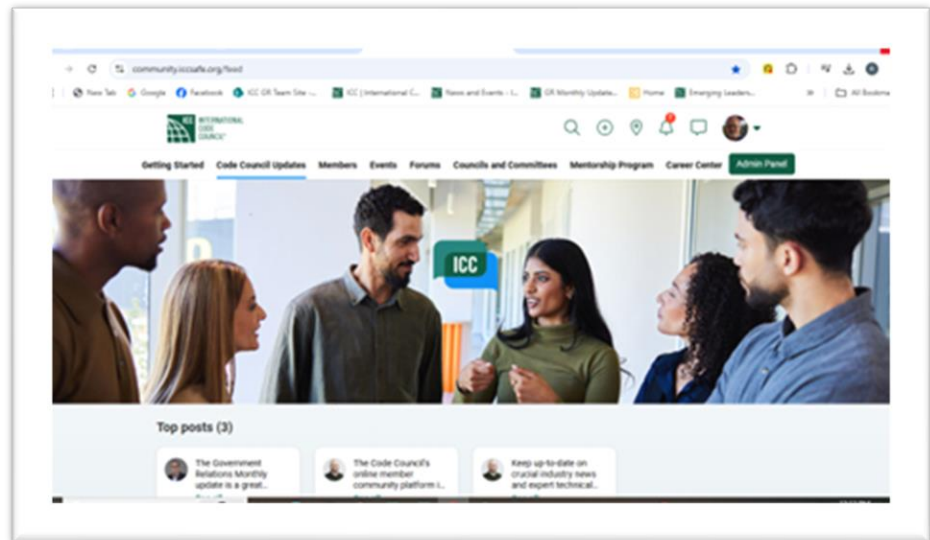 community.iccsafe.org/feed
New Tab Google Facebook ICC GR Team Site -... ICC | International C... News and Events - I... GR Monthly Update... Home Emerging Leaders... » All Bookma
ICC INTERNATIONAL
CODE
COUNCIL
Getting Started Code Council Updates Members Events Forums Councils and Committees Mentorship Program Career Center Admin Panel
ICC
Top posts (3)
The Government
Relations Monthly
update is a great...
The Code Council's
online member
community platform i...
Keep up-to-date on
crucial industry news
and expert technical...